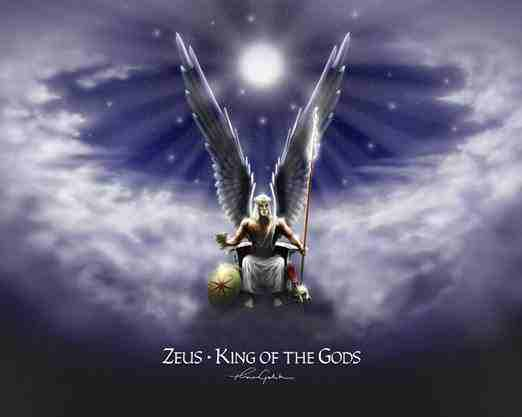 ZEUS · KING OF THE GODS